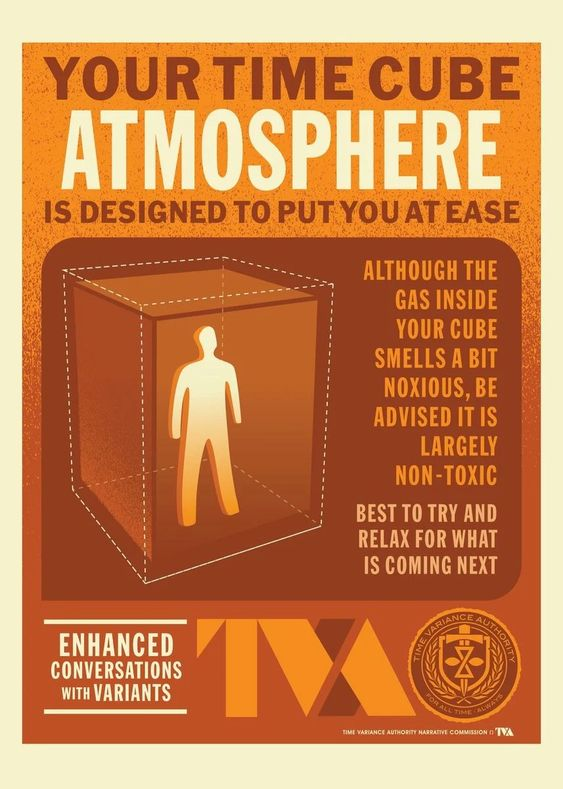 YOUR TIME CUBE
ATMOSPHERE
IS DESIGNED TO PUT YOU AT EASE
ALTHOUGH THE
GAS INSIDE
YOUR CUBE
SMELLS A BIT
NOXIOUS, BE
ADVISED IT IS
LARGELY
NON-TOXIC
BEST TO TRY AND
RELAX FOR WHAT
IS COMING NEXT
ENHANCED
CONVERSATIONS
WITH VARIANTS
TVA
TIME VARIANCE AUTHORITY
FOR ALL TIME · ALWAYS
TIME VARIANCE AUTHORITY NARRATIVE COMMISSION TVA